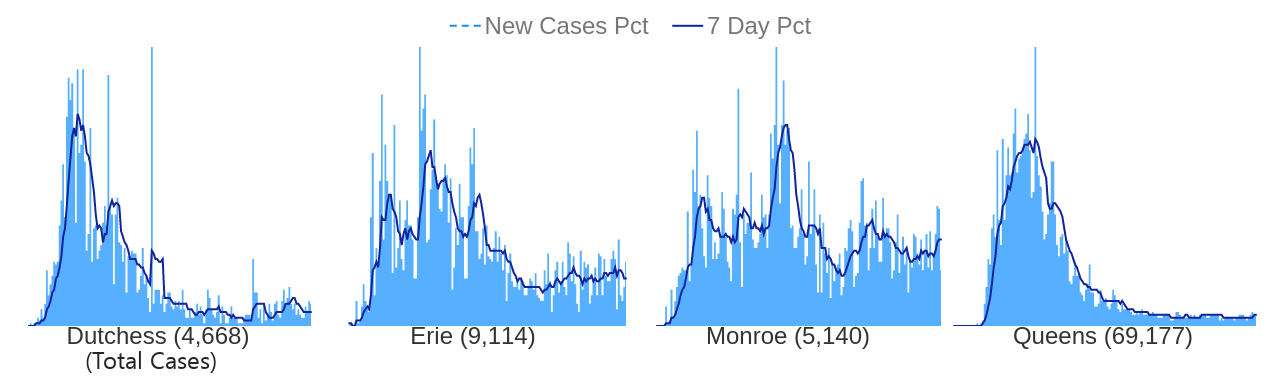 New Cases Pct 7 Day Pct
Dutchess (4,668) Erie (9,114) Monroe (5,140) Queens (69,177)
(Total Cases)